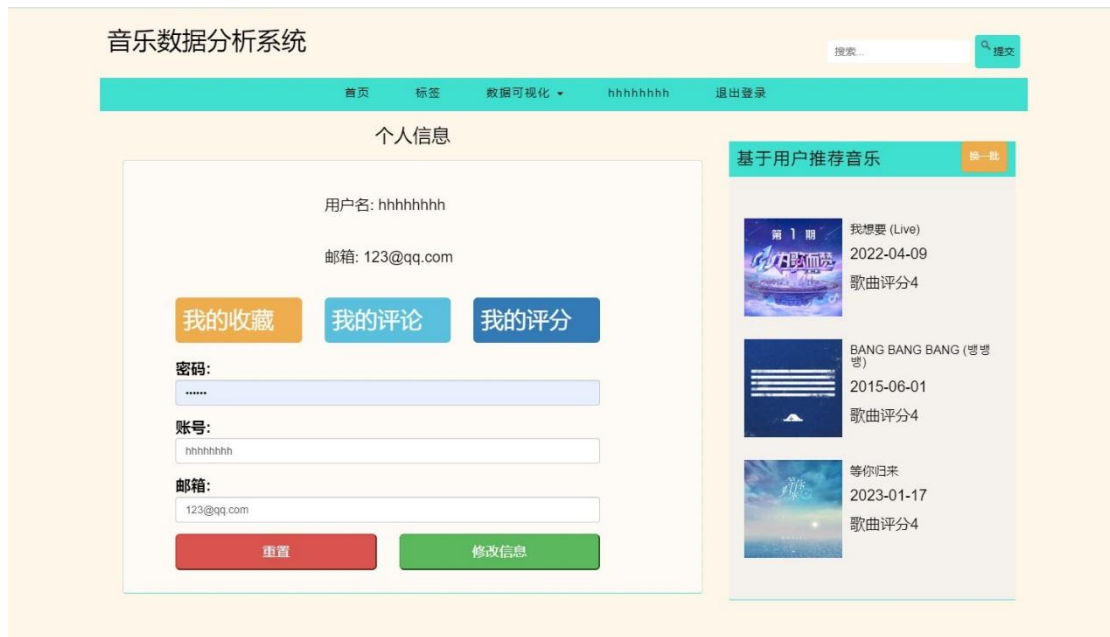 音乐数据分析系统
搜索...
提交
首页 标签 数据可视化 hhhhhhhh 退出登录
个人信息
用户名: hhhhhhhh
邮箱: 123@qq.com
我的收藏 我的评论 我的评分
密码:
••••••
账号:
hhhhhhhh
邮箱:
123@qq.com
重置 修改信息
基于用户推荐音乐
换一批
第1期
我想要 (Live)
2022-04-09
歌曲评分4
BANG BANG BANG (뱅뱅
뱅)
2015-06-01
歌曲评分4
等你归来
2023-01-17
歌曲评分4